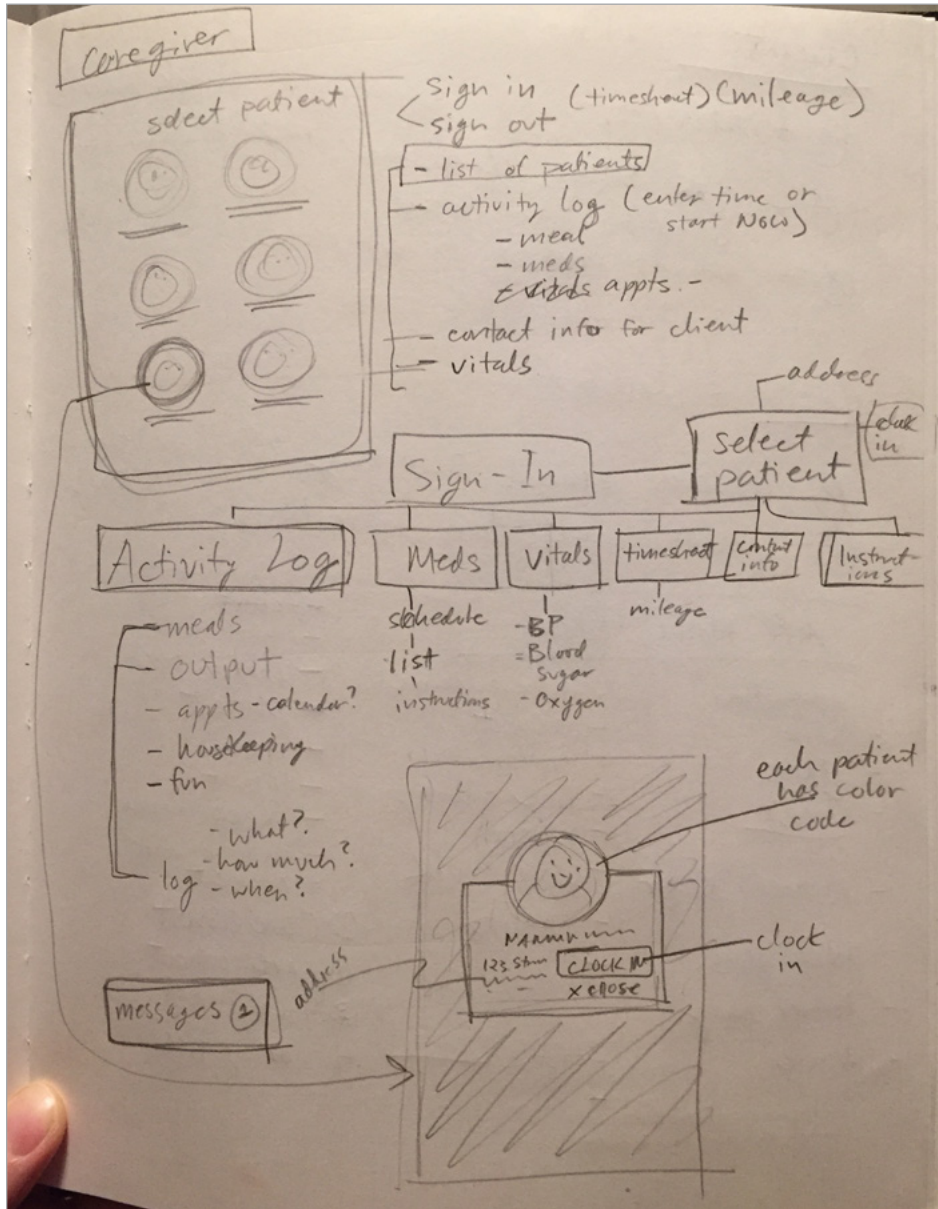 Caregiver
select patient
sign in (timesheet) (mileage)
sign out
- list of patients
- activity log (enter time or
start NOW)
- meal
- meds
- vitals appts. -
- contact info for client
- vitals
address
Sign-In
select
patient
clock
in
Activity Log
Meds
Vitals
timesheet
contact
info
Instruct-
ions
- meals
- output
- appts - calendar?
- housekeeping
- fun
- what?
- how much?
log - when?
schedule
list
instructions
- BP
- Blood
sugar
- Oxygen
mileage
each patient
has color
code
123
CLOCK IN
x close
clock
in
address
messages